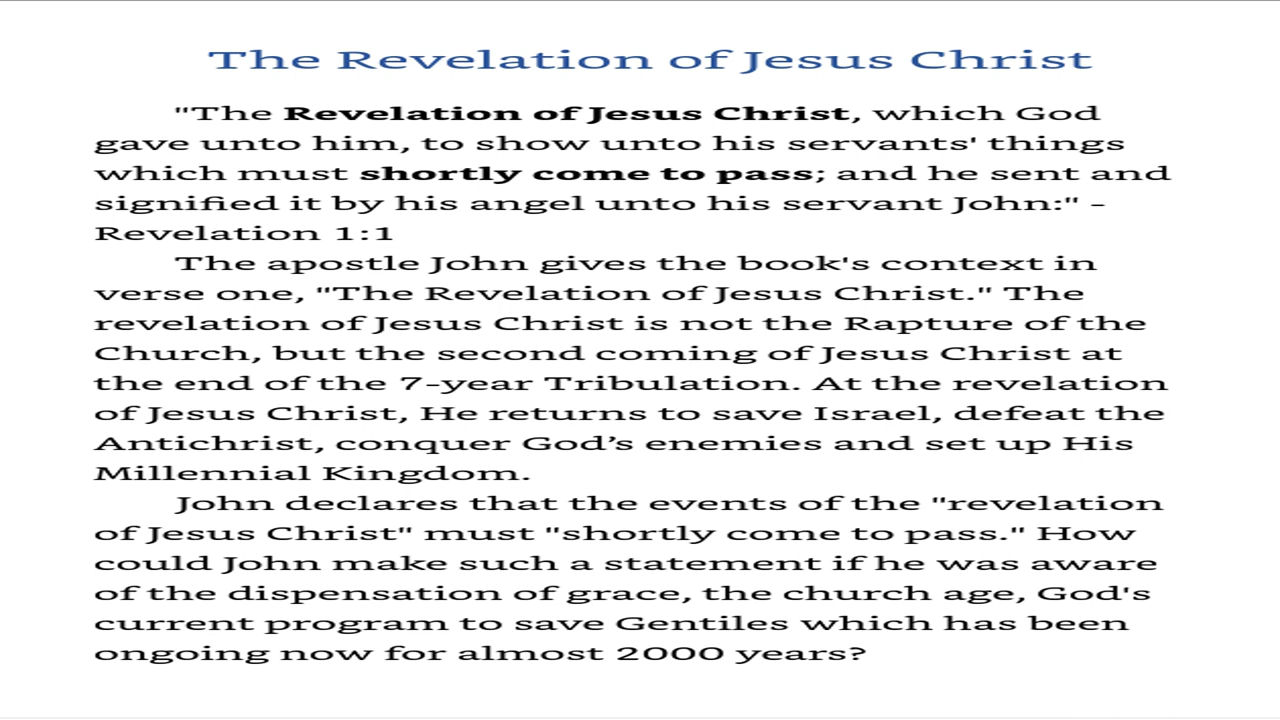 The Revelation of Jesus Christ
"The Revelation of Jesus Christ, which God
gave unto him, to show unto his servants' things
which must shortly come to pass; and he sent and
signified it by his angel unto his servant John:" -
Revelation 1:1
The apostle John gives the book's context in
verse one, "The Revelation of Jesus Christ." The
revelation of Jesus Christ is not the Rapture of the
Church, but the second coming of Jesus Christ at
the end of the 7-year Tribulation. At the revelation
of Jesus Christ, He returns to save Israel, defeat the
Antichrist, conquer God’s enemies and set up His
Millennial Kingdom.
John declares that the events of the "revelation
of Jesus Christ" must "shortly come to pass." How
could John make such a statement if he was aware
of the dispensation of grace, the church age, God's
current program to save Gentiles which has been
ongoing now for almost 2000 years?